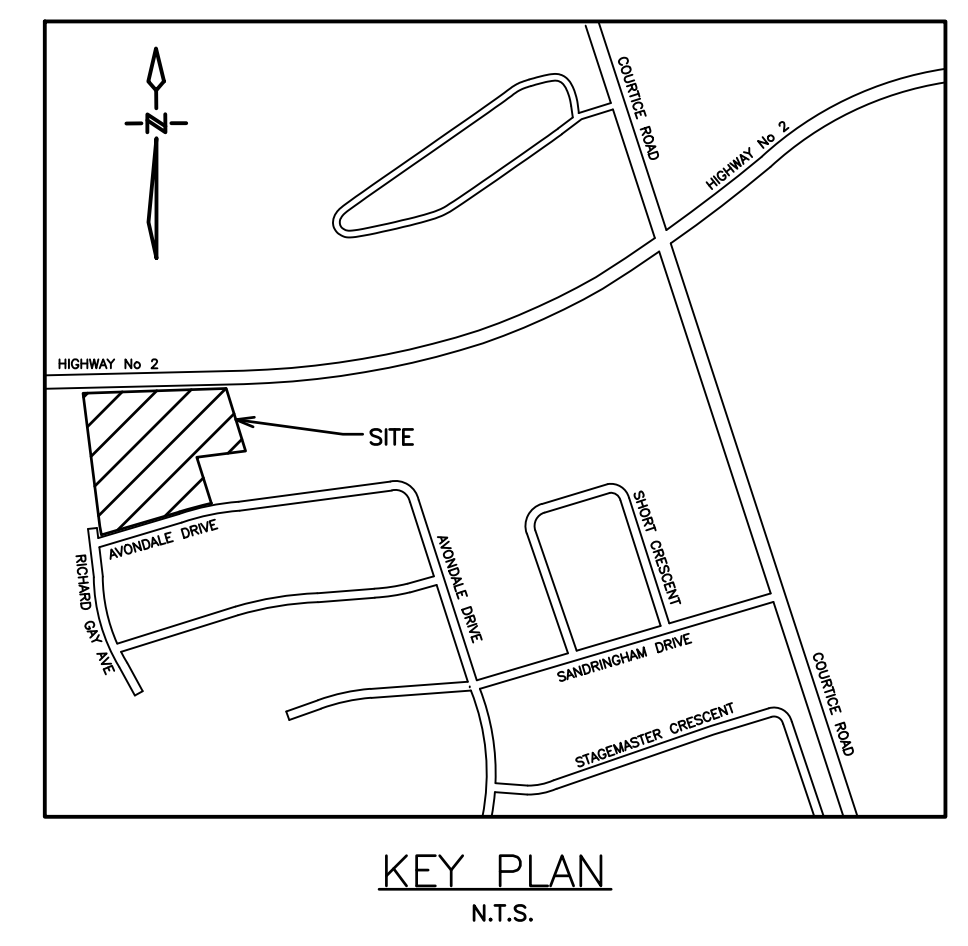 COURTICE ROAD
HIGHWAY No 2
N
HIGHWAY No 2
SITE
AVONDALE DRIVE
RICHARD GAY AVE
AVONDALE DRIVE
SHORT CRESCENT
SANDRINGHAM DRIVE
COURTICE ROAD
STAGEMASTER CRESCENT
KEY PLAN
N.T.S.